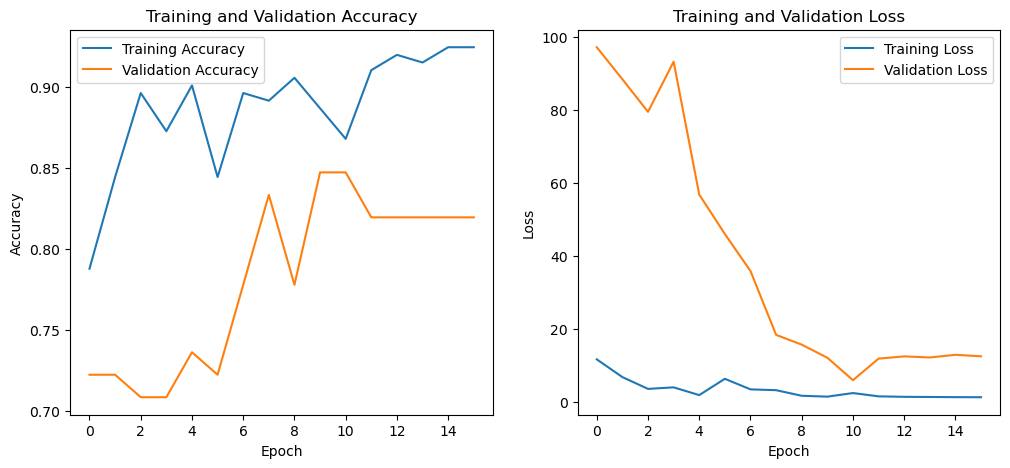 Training and Validation Accuracy
Training Accuracy
Validation Accuracy
0.90
0.85
0.80
0.75
0.70
Accuracy
0 2 4 6 8 10 12 14
Epoch
Training and Validation Loss
Training Loss
Validation Loss
100
80
60
40
20
0
Loss
0 2 4 6 8 10 12 14
Epoch